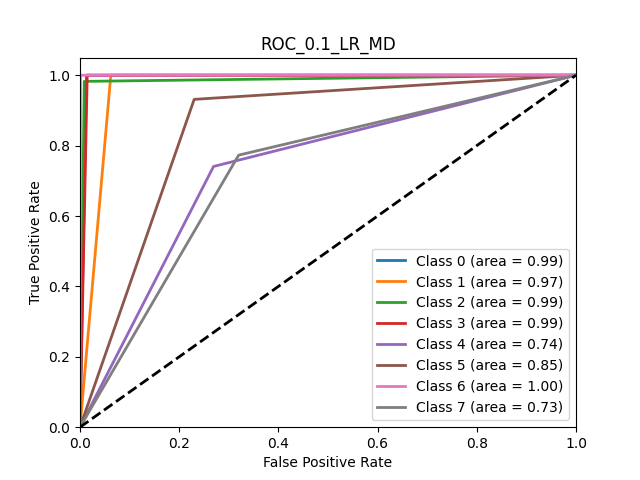 ROC_0.1_LR_MD
True Positive Rate
1.0
0.8
0.6
0.4
0.2
0.0
Class 0 (area = 0.99)
Class 1 (area = 0.97)
Class 2 (area = 0.99)
Class 3 (area = 0.99)
Class 4 (area = 0.74)
Class 5 (area = 0.85)
Class 6 (area = 1.00)
Class 7 (area = 0.73)
0.0 0.2 0.4 0.6 0.8 1.0
False Positive Rate